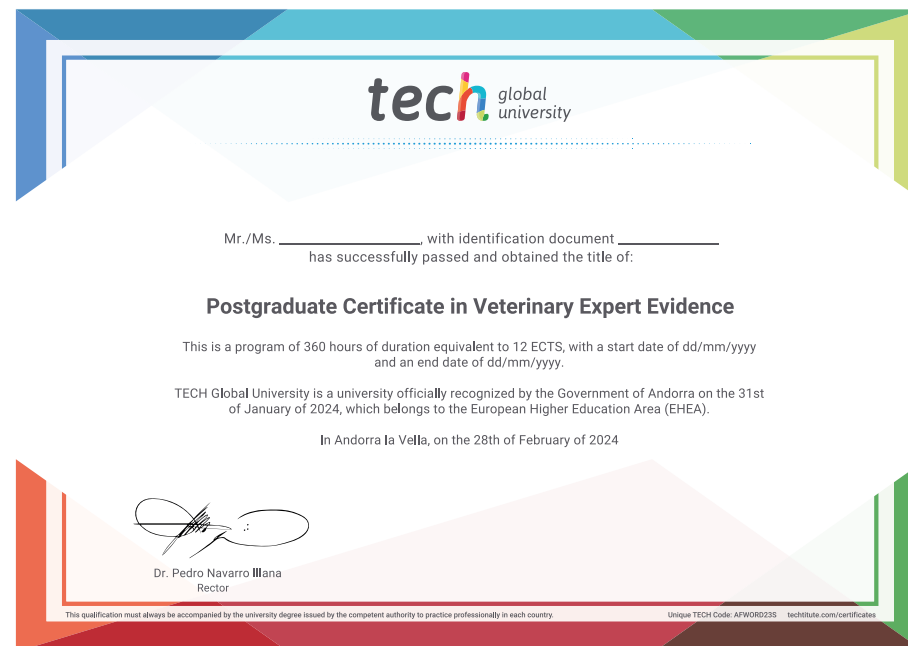 tech global university
Mr./Ms. ____________________, with identification document ______________
has successfully passed and obtained the title of:
Postgraduate Certificate in Veterinary Expert Evidence
This is a program of 360 hours of duration equivalent to 12 ECTS, with a start date of dd/mm/yyyy
and an end date of dd/mm/yyyy.
TECH Global University is a university officially recognized by the Government of Andorra on the 31st
of January of 2024, which belongs to the European Higher Education Area (EHEA).
In Andorra la Vella, on the 28th of February of 2024
Dr. Pedro Navarro Illana
Rector
This qualification must always be accompanied by the university degree issued by the competent authority to practice professionally in each country.
Unique TECH Code: AFWORD23S techtitute.com/certificates